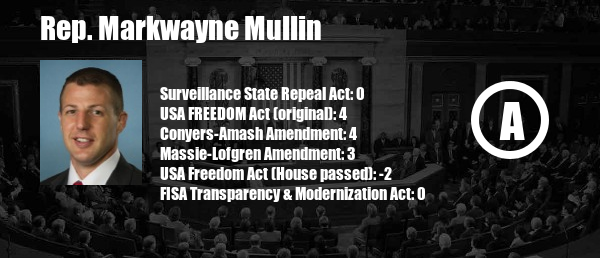 Rep. Markwayne Mullin
Surveillance State Repeal Act: 0
USA FREEDOM Act (original): 4
Conyers-Amash Amendment: 4
Massie-Lofgren Amendment: 3
USA Freedom Act (House passed): -2
FISA Transparency & Modernization Act: 0
A